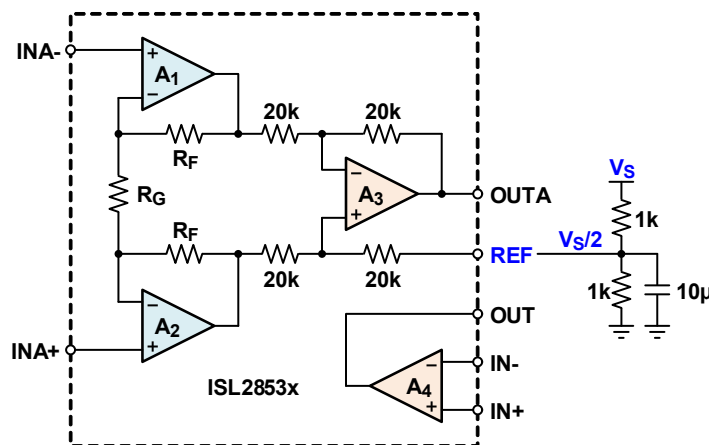 INA-
+
A1
−
20k
20k
RF
VS
RG
−
A3
+
OUTA
1k
RF
VS/2
20k
20k
REF
1k
10µ
−
A2
+
OUT
INA+
ISL2853x
−
A4
+
IN-
IN+